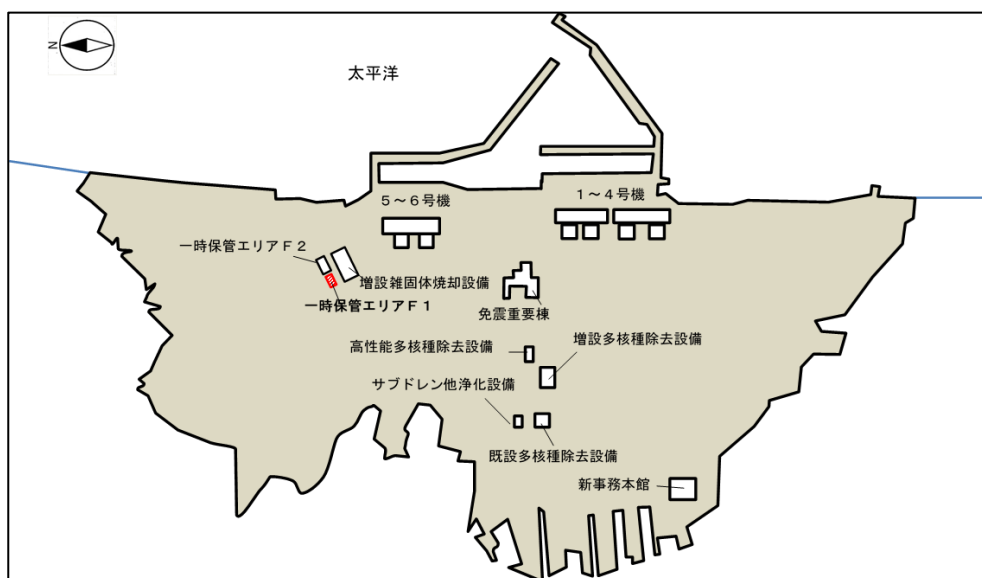 N
太平洋
5～6号機
1～4号機
一時保管エリアF2
増設雑固体焼却設備
一時保管エリアF1
免震重要棟
高性能多核種除去設備
増設多核種除去設備
サブドレン他浄化設備
既設多核種除去設備
新事務本館